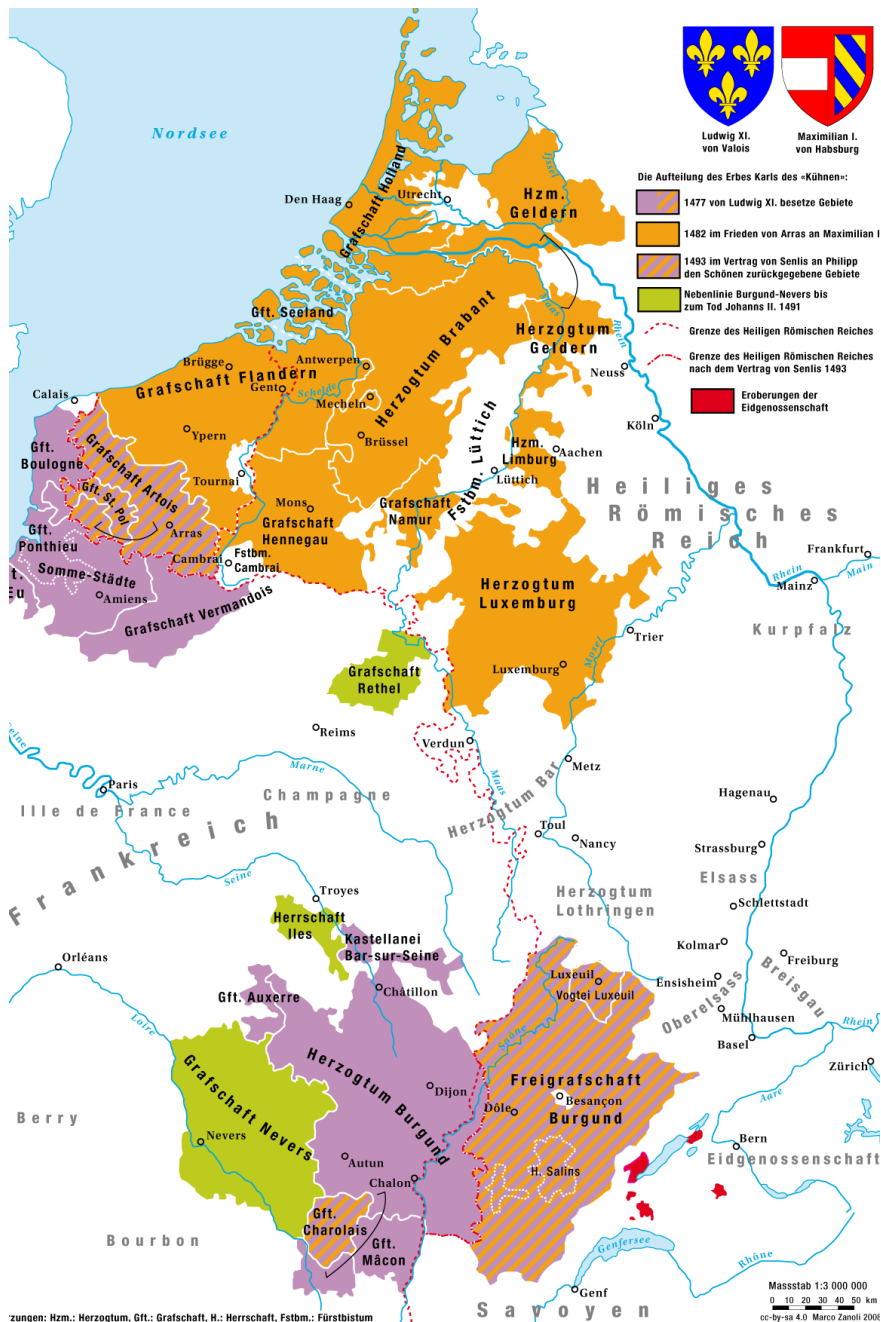 Ludwig XI.
von Valois
Maximilian I.
von Habsburg
Die Aufteilung des Erbes Karls des «Kühnen»:
1477 von Ludwig XI. besetze Gebiete
1482 im Frieden von Arras an Maximilian I
1493 im Vertrag von Senlis an Philipp
den Schönen zurückgegebene Gebiete
Nebenlinie Burgund-Nevers bis
zum Tod Johanns II. 1491
Grenze des Heiligen Römischen Reiches
Grenze des Heiligen Römischen Reiches
nach dem Vertrag von Senlis 1493
Eroberungen der
Eidgenossenschaft
Nordsee
Den Haag
Utrecht
Grafschaft Holland
Ijssel
Hzm.
Geldern
Gft. Seeland
Herzogtum Brabant
Maas
Rhein
Herzogtum
Geldern
Neuss
Köln
Brügge
Antwerpen
Grafschaft Flandern
Gent
Schelde
Mecheln
Brüssel
Calais
Ypern
Tournai
Gft.
Boulogne
Grafschaft Artois
Gft. St. Pol
Arras
Gft.
Ponthieu
Mons
Grafschaft
Hennegau
Grafschaft
Namur
Fstbm. Lüttich
Lüttich
Hzm.
Limburg
Aachen
Heiliges
Römisches
Reich
Cambrai
Fstbm.
Cambrai
Somme-Städte
t.
u
Amiens
Grafschaft Vermandois
Herzogtum
Luxemburg
Luxemburg
Mosel
Trier
Rhein
Mainz
Frankfurt
Main
Kurpfalz
Grafschaft
Rethel
Reims
Verdun
Maas
Metz
Herzogtum Bar
Toul
Nancy
Herzogtum
Lothringen
Seine
Paris
Ille de France
Marne
Champagne
Frankreich
Seine
Troyes
Hagenau
Strassburg
Elsass
Schlettstadt
Kolmar
Freiburg
Breisgau
Ensisheim
Oberelsass
Mühlhausen
Basel
Rhein
Zürich
Aare
Bern
Eidgenossenschaft
Herrschaft
Iles
Kastellanei
Bar-sur-Seine
Orléans
Loire
Gft. Auxerre
Châtillon
Herzogtum Burgund
Dijon
Autun
Chalon
Saône
Luxeuil
Vogtei Luxeuil
Freigrafschaft
Burgund
Besançon
Dôle
H. Salins
Grafschaft Nevers
Nevers
Berry
Bourbon
Gft.
Charolais
Gft.
Mâcon
Genfersee
Genf
Rhône
Savoyen
Massstab 1:3 000 000
0 10 20 30 40 50 km
cc-by-sa 4.0 Marco Zanoli 2008
zungen: Hzm.: Herzogtum, Gft.: Grafschaft, H.: Herrschaft, Fstbm.: Fürstbistum